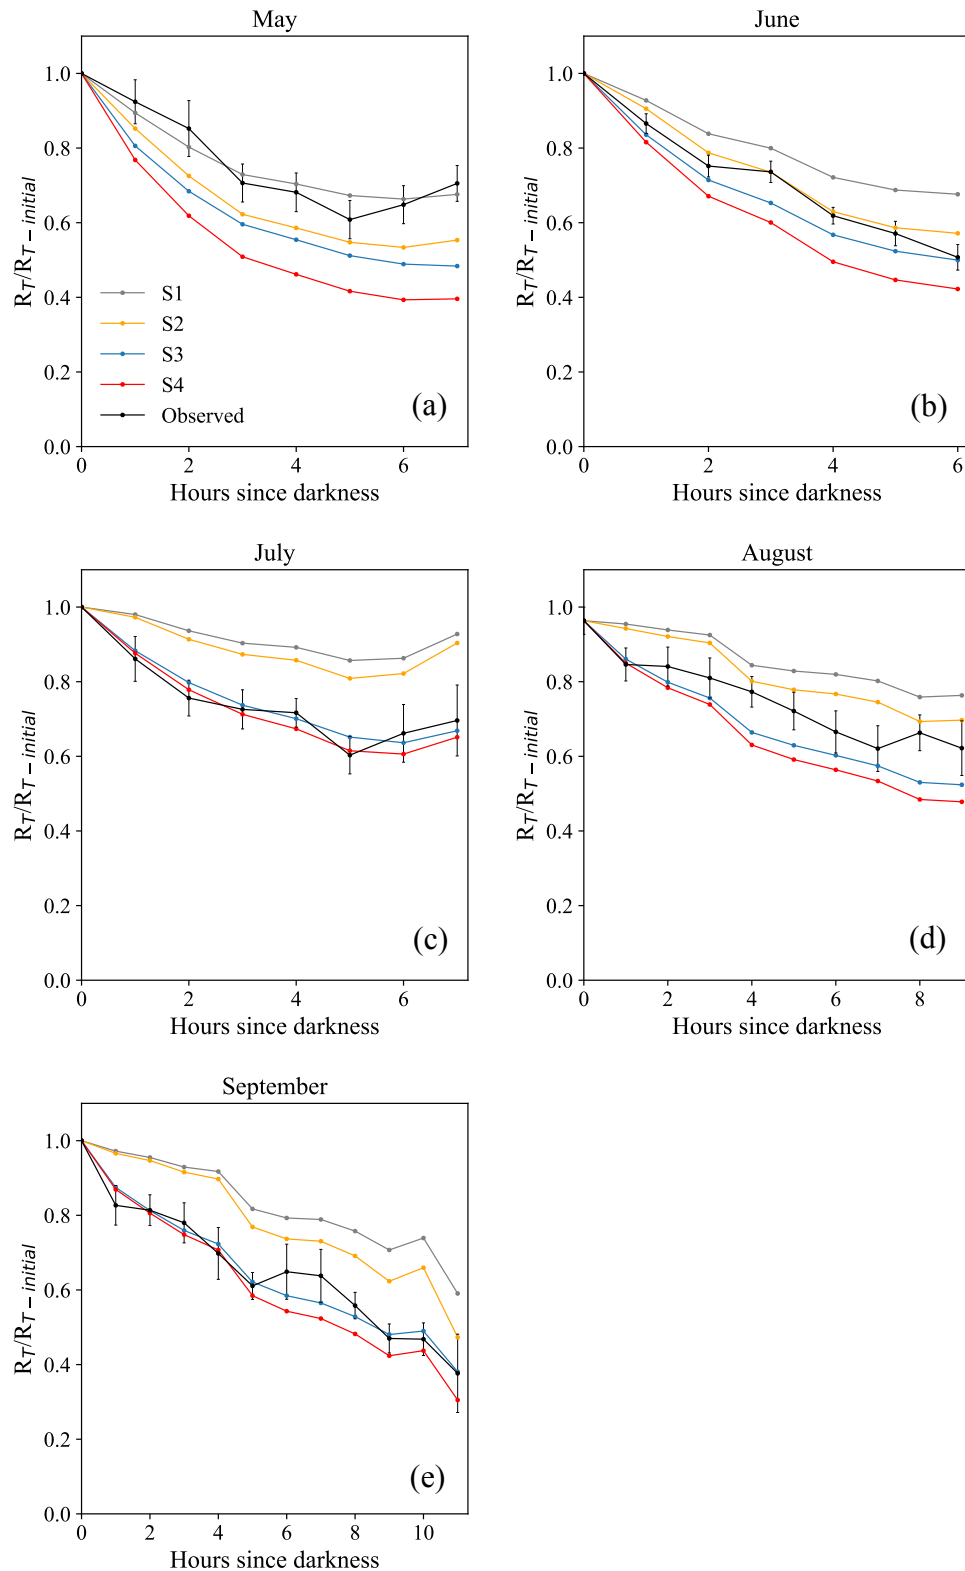 May
1.0
0.8
0.6
0.4
0.2
0.0
R_T/R_{T-initial}
S1
S2
S3
S4
Observed
(a)
0 2 4 6
Hours since darkness
June
1.0
0.8
0.6
0.4
0.2
0.0
R_T/R_{T-initial}
(b)
0 2 4 6
Hours since darkness
July
1.0
0.8
0.6
0.4
0.2
0.0
R_T/R_{T-initial}
(c)
0 2 4 6
Hours since darkness
August
1.0
0.8
0.6
0.4
0.2
0.0
R_T/R_{T-initial}
(d)
0 2 4 6 8
Hours since darkness
September
1.0
0.8
0.6
0.4
0.2
0.0
R_T/R_{T-initial}
(e)
0 2 4 6 8 10
Hours since darkness